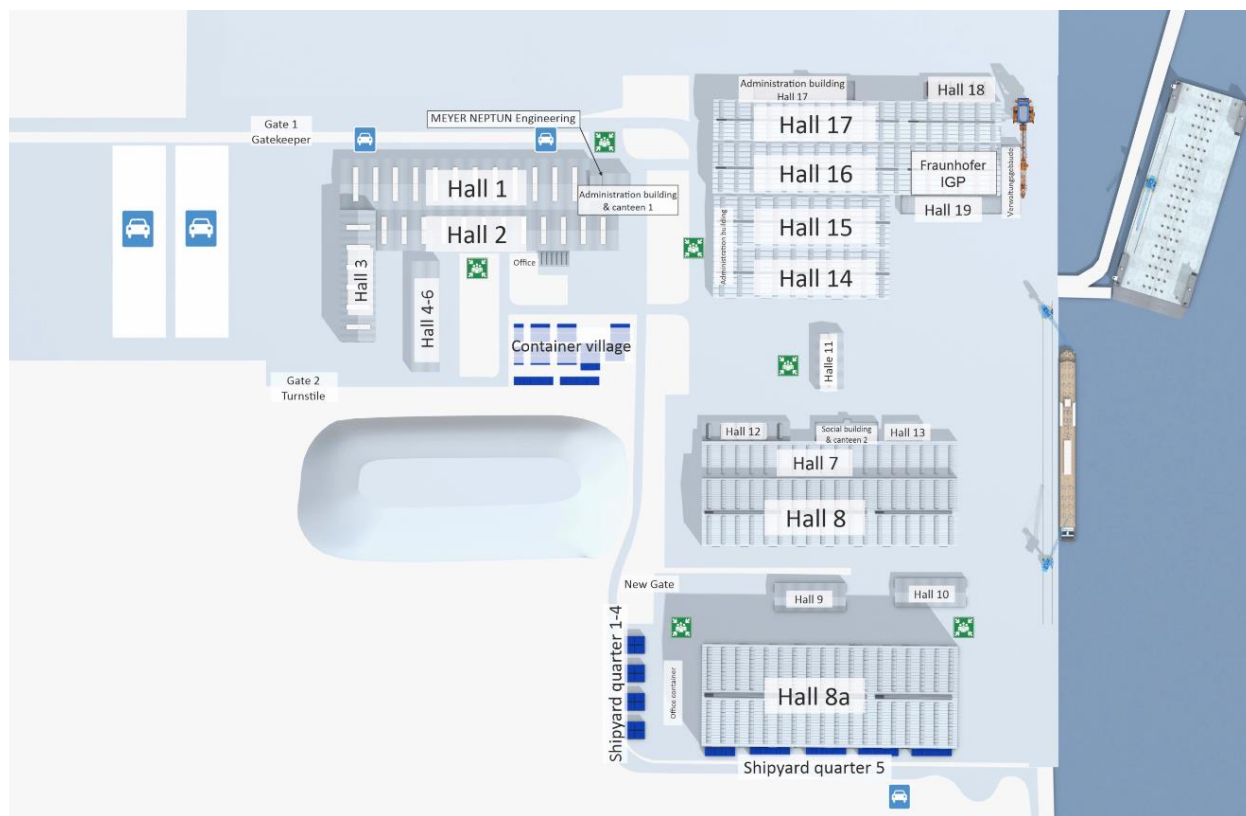 Administration building
Hall 17
Hall 18
Gate 1
Gatekeeper
MEYER NEPTUN Engineering
Hall 17
Hall 1
Administration building
& canteen 1
Hall 16
Fraunhofer
IGP
Verwaltungsgebäude
Hall 19
Hall 2
Hall 3
Hall 4-6
Office
Administration building
Hall 15
Hall 14
Container village
Halle 11
Gate 2
Turnstile
Hall 12
Social building
& canteen 2
Hall 13
Hall 7
Hall 8
New Gate
Hall 9
Hall 10
Shipyard quarter 1-4
Office container
Hall 8a
Shipyard quarter 5